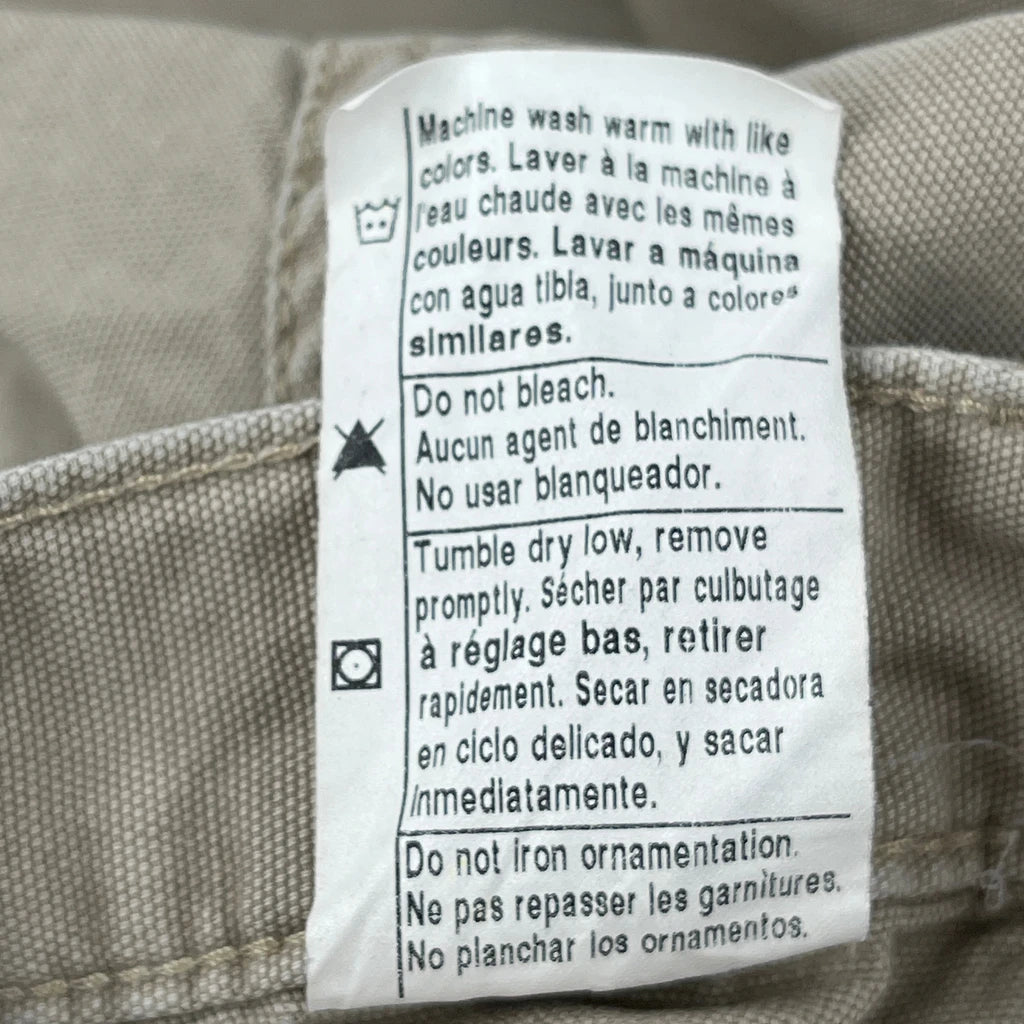 Machine wash warm with like
colors. Laver à la machine à
l'eau chaude avec les mêmes
couleurs. Lavar a máquina
con agua tibia, junto a colores
similares.
Do not bleach.
Aucun agent de blanchiment.
No usar blanqueador.
Tumble dry low, remove
promptly. Sécher par culbutage
à réglage bas, retirer
rapidement. Secar en secadora
en ciclo delicado, y sacar
inmediatamente.
Do not iron ornamentation.
Ne pas repasser les garnitures.
No planchar los ornamentos.